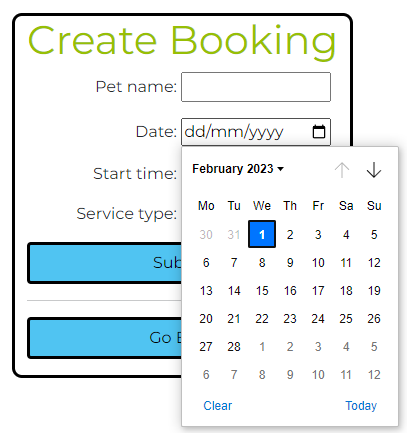 Create Booking
Pet name:
Date: dd/mm/yyyy
Start time:
Service type:
February 2023
Mo Tu We Th Fr Sa Su
30 31 1 2 3 4 5
6 7 8 9 10 11 12
13 14 15 16 17 18 19
20 21 22 23 24 25 26
27 28 1 2 3 4 5
6 7 8 9 10 11 12
Clear Today
Sub
Go